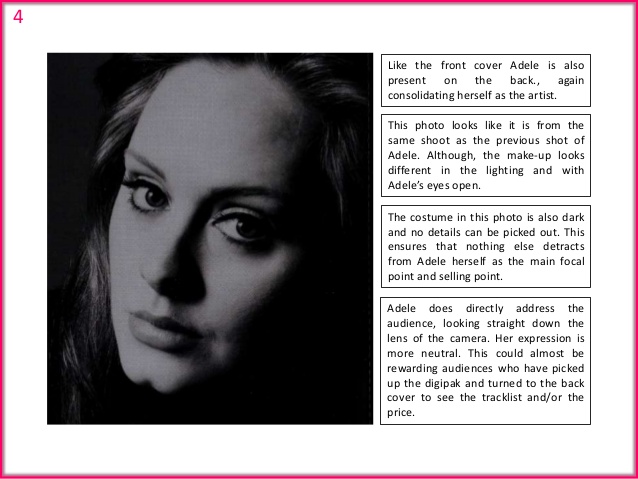 4
Like the front cover Adele is also
present on the back., again
consolidating herself as the artist.
This photo looks like it is from the
same shoot as the previous shot of
Adele. Although, the make-up looks
different in the lighting and with
Adele's eyes open.
The costume in this photo is also dark
and no details can be picked out. This
ensures that nothing else detracts
from Adele herself as the main focal
point and selling point.
Adele does directly address the
audience, looking straight down the
lens of the camera. Her expression is
more neutral. This could almost be
rewarding audiences who have picked
up the digipak and turned to the back
cover to see the tracklist and/or the
price.